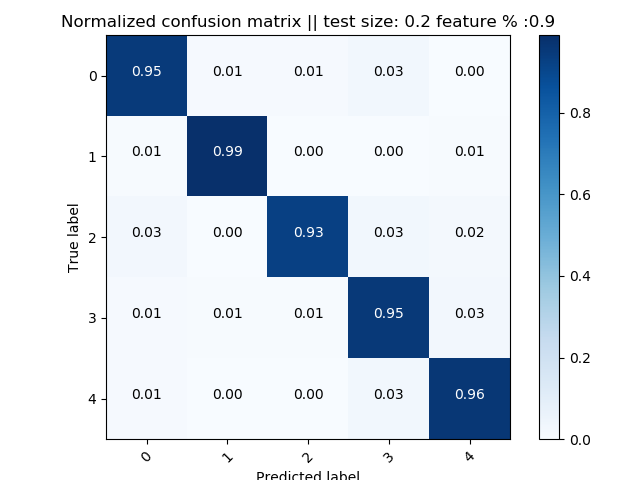 Normalized confusion matrix || test size: 0.2 feature % :0.9
0 0.95 0.01 0.01 0.03 0.00
0.8
1 0.01 0.99 0.00 0.00 0.01
0.6
True label
2 0.03 0.00 0.93 0.03 0.02
0.4
3 0.01 0.01 0.01 0.95 0.03
0.2
4 0.01 0.00 0.00 0.03 0.96
0.0
0 1 2 3 4
Predicted label